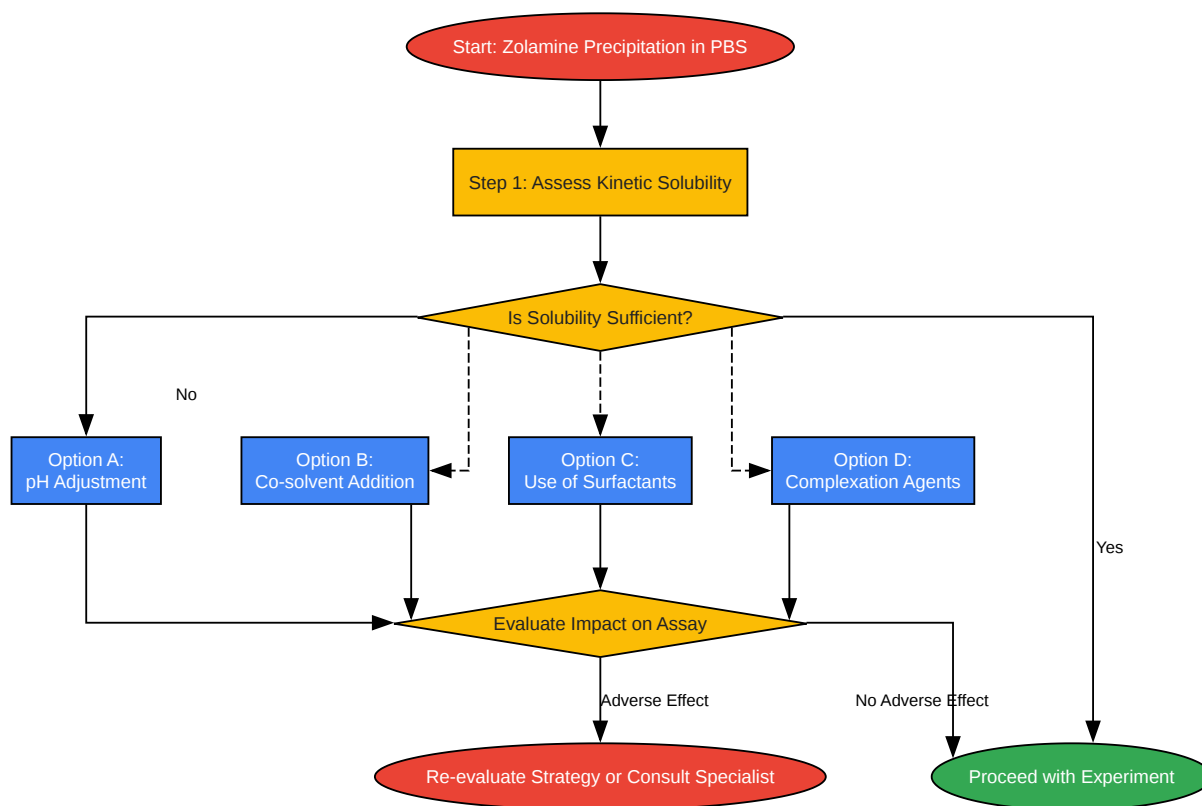 Start: Zolamine Precipitation in PBS
Step 1: Assess Kinetic Solubility
Is Solubility Sufficient?
No
Option A:
pH Adjustment
Option B:
Co-solvent Addition
Option C:
Use of Surfactants
Option D:
Complexation Agents
Yes
Evaluate Impact on Assay
Adverse Effect
No Adverse Effect
Re-evaluate Strategy or Consult Specialist
Proceed with Experiment